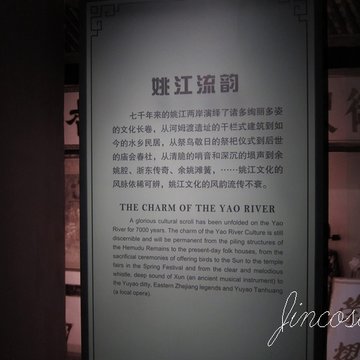 姚江流韵
七千年来的姚江两岸演绎了诸多绚丽多姿
的文化长卷，从河姆渡遗址的干栏式建筑到如
今的水乡民居，从祭鸟敬日的祭祀仪式到后世
的庙会春社，从清脆的哨音和深沉的埙声到余
姚腔、浙东传奇、余姚滩簧，……姚江文化的
风脉依稀可辨，姚江文化的风韵流传不衰。
THE CHARM OF THE YAO RIVER
A glorious cultural scroll has been unfolded on the Yao
River for 7000 years. The charm of the Yao River Culture is still
discernible and will be permanent from the piling structures of
the Hemudu Remains to the present-day folk houses, from the
sacrificial ceremonies of offering birds to the Sun to the temple
fairs in the Spring Festival and from the clear and melodious
whistle, deep sound of Xun (an ancient musical instrument) to
the Yuyao ditty, Eastern Zhejiang legends and Yuyao Tanhuang
(a local opera)
Jincos